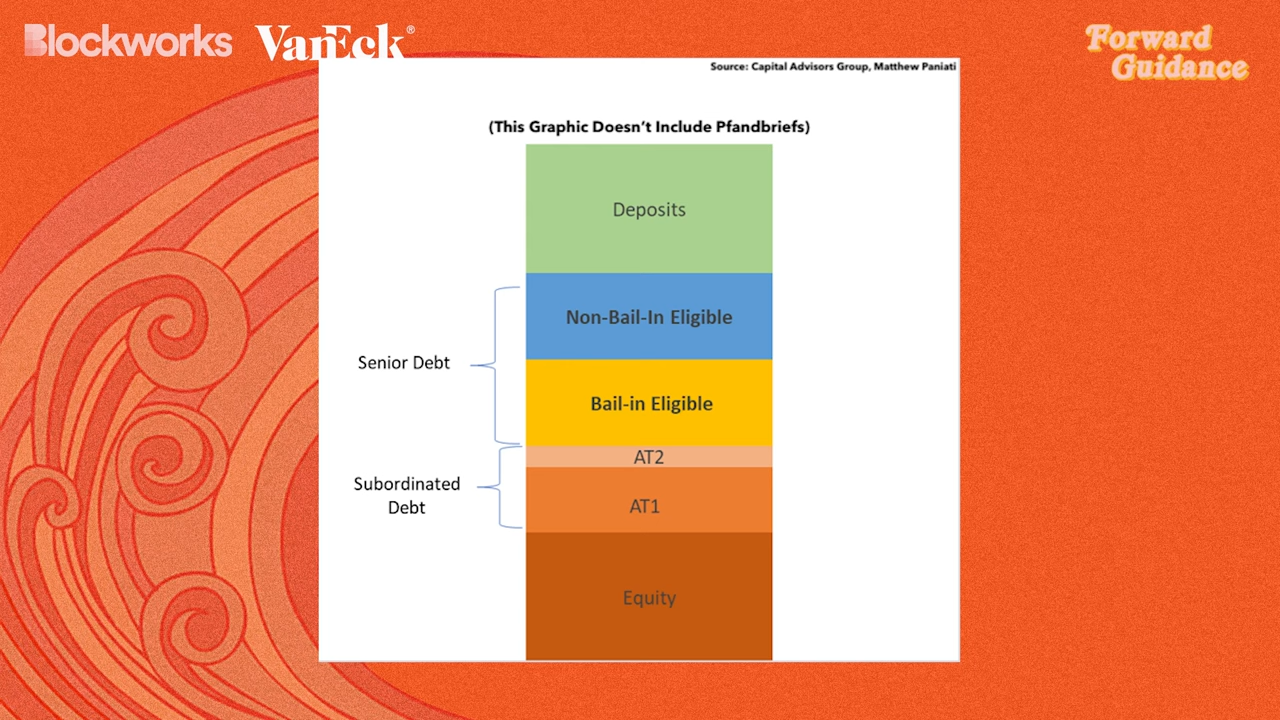 Blockworks
VanEck®
Forward
Guidance
Source: Capital Advisors Group, Matthew Paniati
(This Graphic Doesn't Include Pfandbriefs)
Deposits
Non-Bail-In Eligible
Senior Debt
Bail-in Eligible
AT2
Subordinated
Debt
AT1
Equity